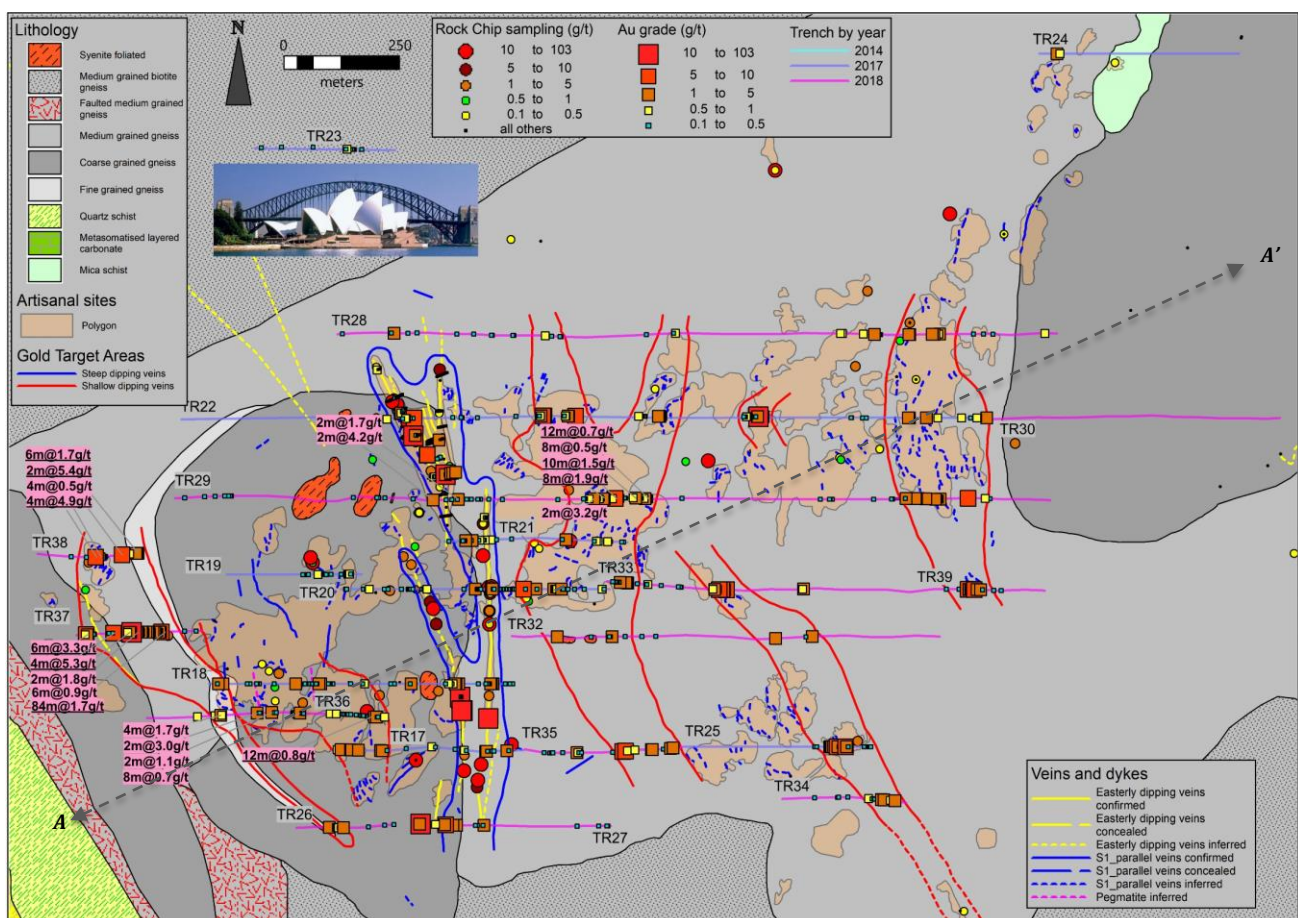 Lithology
Syenite foliated
Medium grained biotite
gneiss
Faulted medium grained
gneiss
Medium grained gneiss
Coarse grained gneiss
Fine grained gneiss
Quartz schist
Metasomatised layered
carbonate
Mica schist
Artisanal sites
Polygon
Gold Target Areas
Steep dipping veins
Shallow dipping veins
N
0 250
meters
Rock Chip sampling (g/t)
10 to 103
5 to 10
1 to 5
0.5 to 1
0.1 to 0.5
all others
Au grade (g/t)
10 to 103
5 to 10
1 to 5
0.5 to 1
0.1 to 0.5
Trench by year
2014
2017
2018
TR24
TR23
A'
TR28
TR22
2m@1.7g/t
2m@4.2g/t
12m@0.7g/t
8m@0.5g/t
10m@1.5g/t
8m@1.9g/t
2m@3.2g/t
TR30
6m@1.7g/t
2m@5.4g/t
4m@0.5g/t
4m@4.9g/t
TR29
TR21
TR38
TR19
TR20
TR33
TR39
TR37
TR32
6m@3.3g/t
4m@5.3g/t
2m@1.8g/t
6m@0.9g/t
84m@1.7g/t
TR18
TR36
4m@1.7g/t
2m@3.0g/t
2m@1.1g/t
8m@0.7g/t
12m@0.8g/t
TR17
TR35
TR25
TR34
A
TR26
TR27
Veins and dykes
Easterly dipping veins
confirmed
Easterly dipping veins
concealed
Easterly dipping veins inferred
S1_parallel veins confirmed
S1_parallel veins concealed
S1_parallel veins inferred
Pegmatite inferred